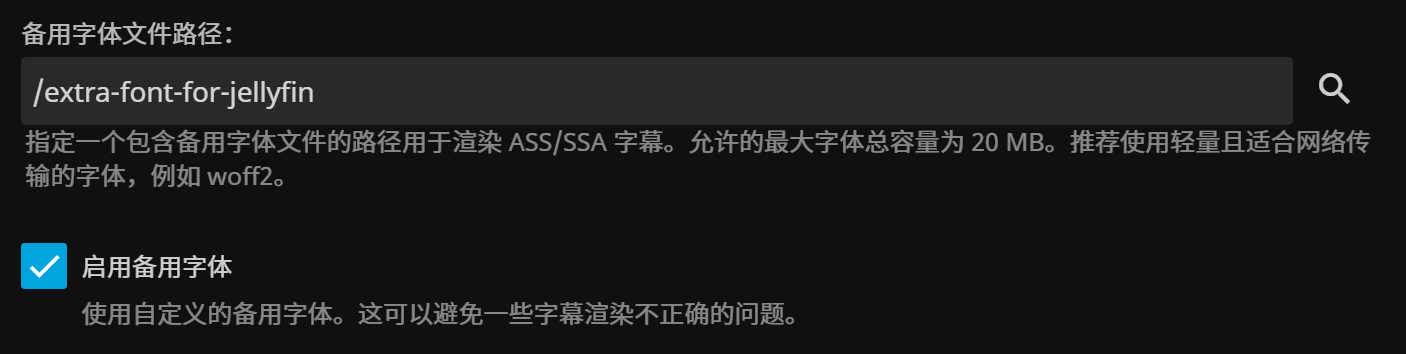 备用字体文件路径：
/extra-font-for-jellyfin
指定一个包含备用字体文件的路径用于渲染 ASS/SSA 字幕。允许的最大字体总容量为 20 MB。推荐使用轻量且适合网络传
输的字体，例如 woff2。
启用备用字体
使用自定义的备用字体。这可以避免一些字幕渲染不正确的问题。